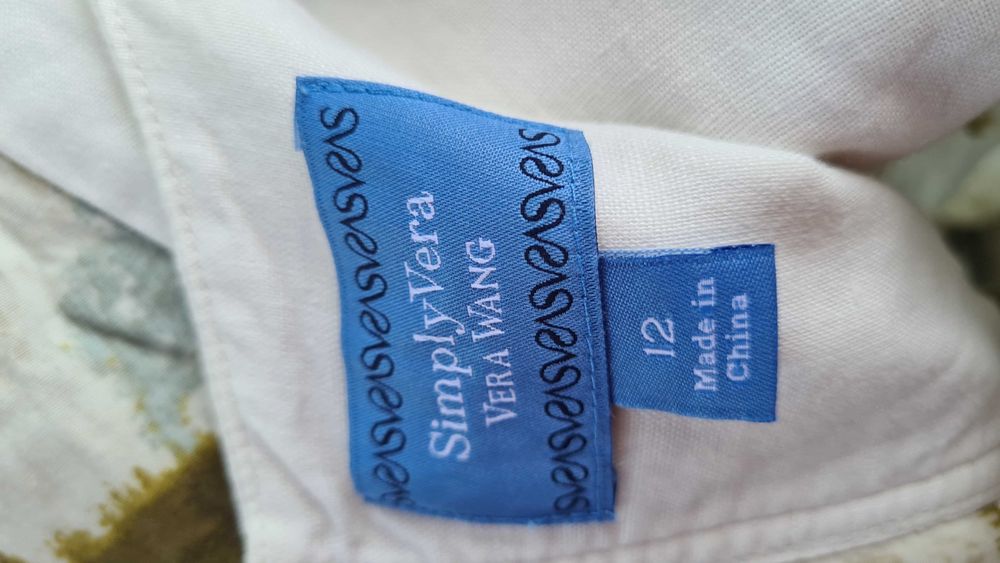 SimplyVera
VERA WANG
12
Made in
China